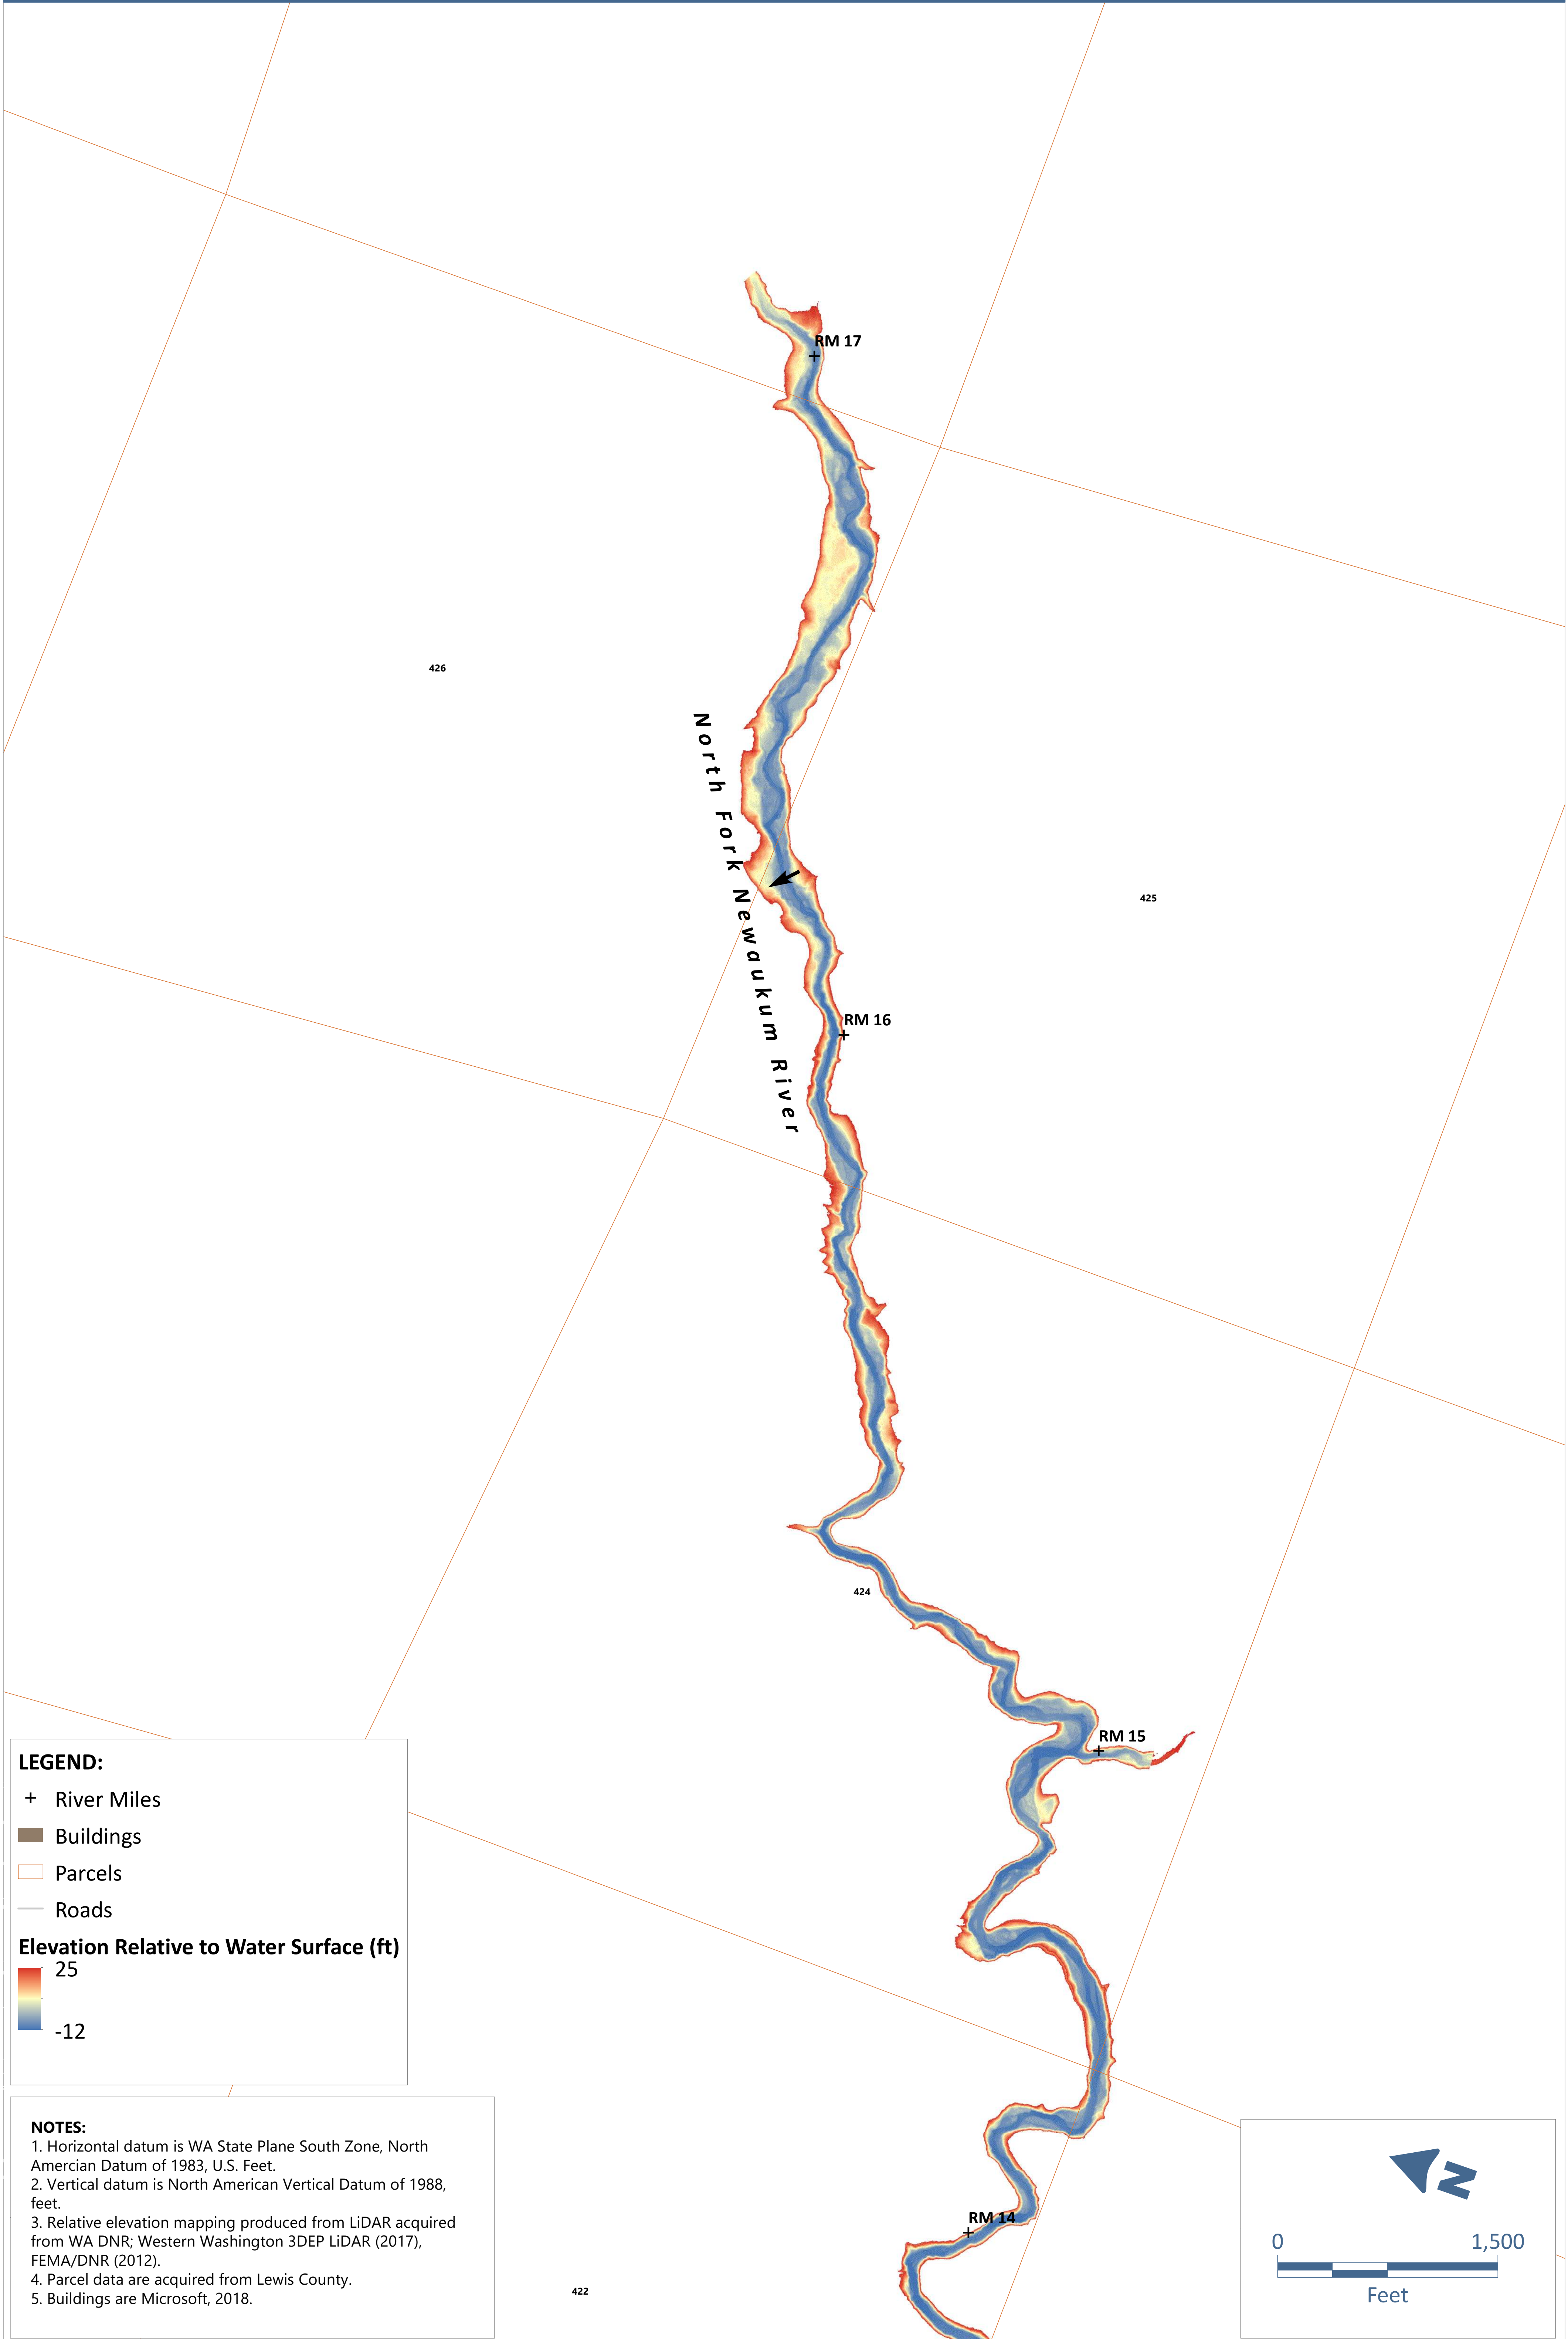 RM 17
426
North Fork Newaukum River
425
RM 16
424
RM 15
LEGEND:
River Miles
Buildings
Parcels
Roads
Elevation Relative to Water Surface (ft)
25
-12
NOTES:
1. Horizontal datum is WA State Plane South Zone, North
Amercian Datum of 1983, U.S. Feet.
2. Vertical datum is North American Vertical Datum of 1988,
feet.
3. Relative elevation mapping produced from LiDAR acquired
from WA DNR; Western Washington 3DEP LiDAR (2017),
FEMA/DNR (2012).
4. Parcel data are acquired from Lewis County.
5. Buildings are Microsoft, 2018.
RM 14
422
N
0 1,500
Feet